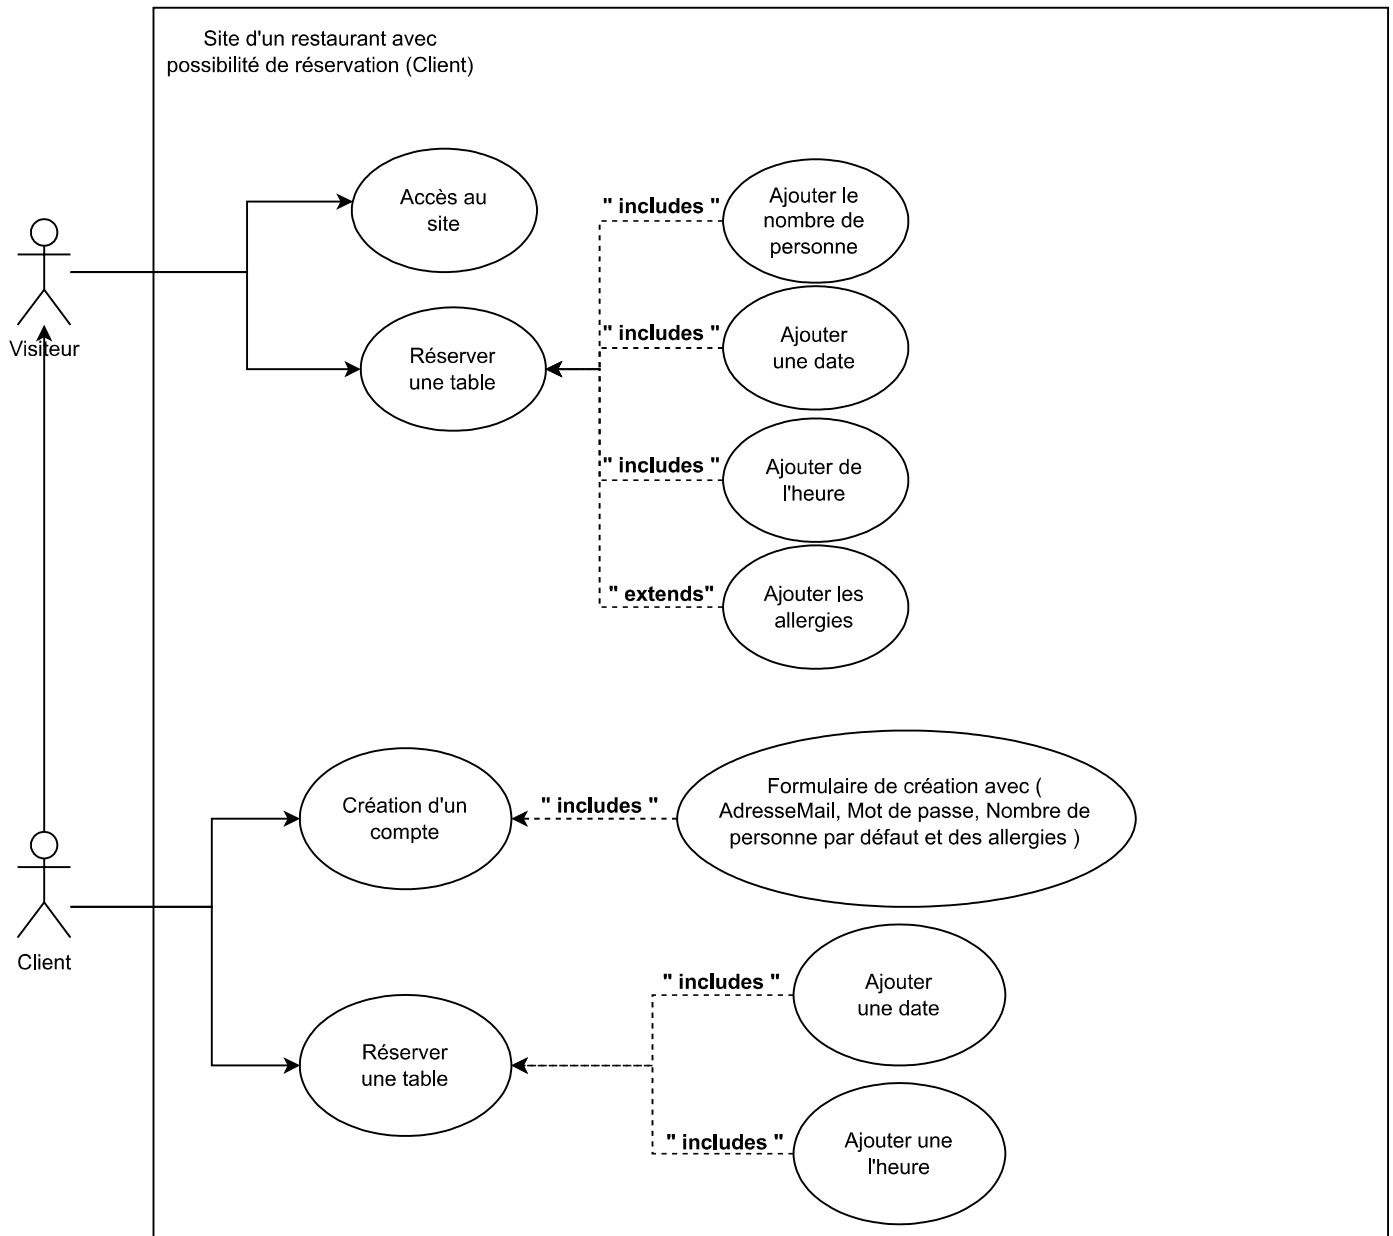 Site d'un restaurant avec
possibilité de réservation (Client)
Accès au
site
" includes "
Ajouter le
nombre de
personne
Visiteur
Réserver
une table
" includes "
Ajouter
une date
" includes "
Ajouter de
l'heure
" extends"
Ajouter les
allergies
Création d'un
compte
" includes "
Formulaire de création avec (
AdresseMail, Mot de passe, Nombre de
personne par défaut et des allergies )
Client
Réserver
une table
" includes "
Ajouter
une date
" includes "
Ajouter une
l'heure